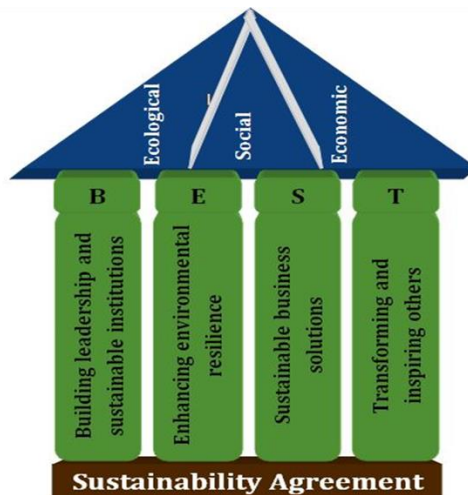 Ecological
Social
Economic
B
E
S
T
Building leadership and
sustainable institutions
Enhancing environmental
resilience
Sustainable business
solutions
Transforming and
inspiring others
Sustainability Agreement